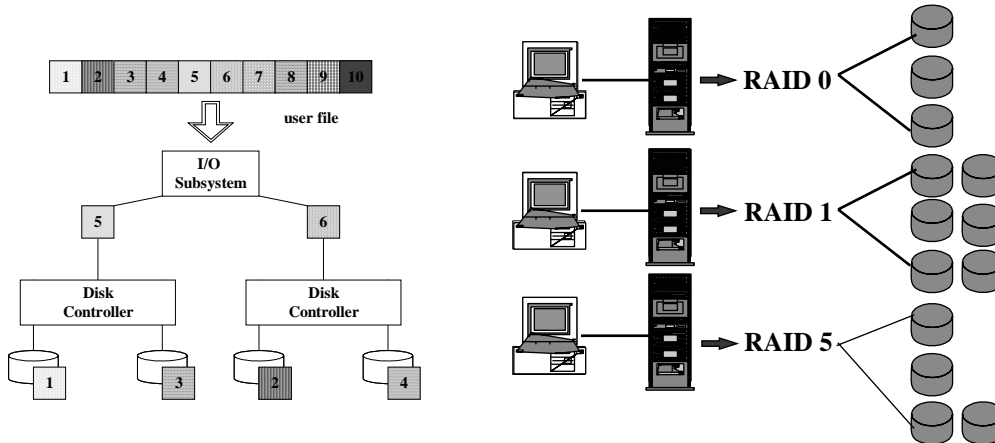 1 2 3 4 5 6 7 8 9 10
user file
I/O
Subsystem
5
6
Disk
Controller
Disk
Controller
1
3
2
4
RAID 0
RAID 1
RAID 5